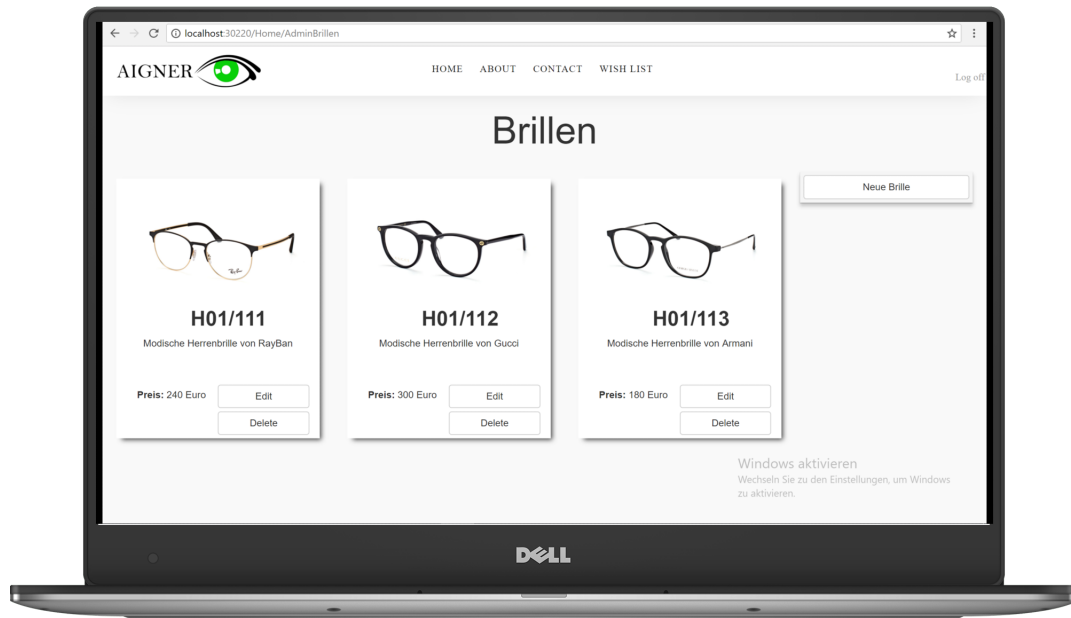 localhost:30220/Home/AdminBrillen
AIGNER
HOME ABOUT CONTACT WISH LIST
Log off
Brillen
Neue Brille
Ray-Ban
H01/111
Modische Herrenbrille von RayBan
Preis: 240 Euro
Edit
Delete
H01/112
Modische Herrenbrille von Gucci
Preis: 300 Euro
Edit
Delete
H01/113
Modische Herrenbrille von Armani
Preis: 180 Euro
Edit
Delete
Windows aktivieren
Wechseln Sie zu den Einstellungen, um Windows
zu aktivieren.
DELL